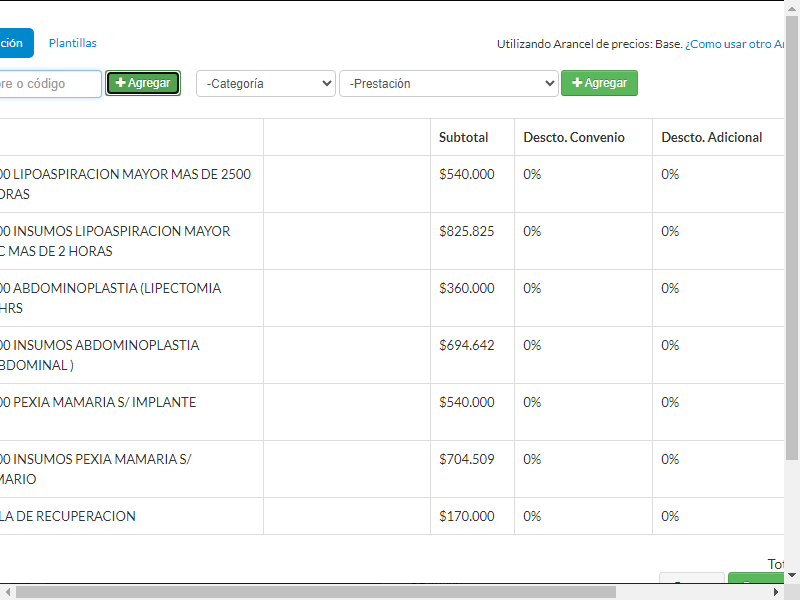 ción Plantillas Utilizando Arancel de precios: Base. ¿Como usar otro A
re o código Agregar -Categoría -Prestación Agregar
Subtotal Descto. Convenio Descto. Adicional
00 LIPOASPIRACION MAYOR MAS DE 2500 $540.000 0% 0%
ORAS
00 INSUMOS LIPOASPIRACION MAYOR $825.825 0% 0%
C MAS DE 2 HORAS
00 ABDOMINOPLASTIA (LIPECTOMIA $360.000 0% 0%
HRS
00 INSUMOS ABDOMINOPLASTIA $694.642 0% 0%
BDOMINAL )
00 PEXIA MAMARIA S/ IMPLANTE $540.000 0% 0%
00 INSUMOS PEXIA MAMARIA S/ $704.509 0% 0%
MARIO
LA DE RECUPERACION $170.000 0% 0%
Tot